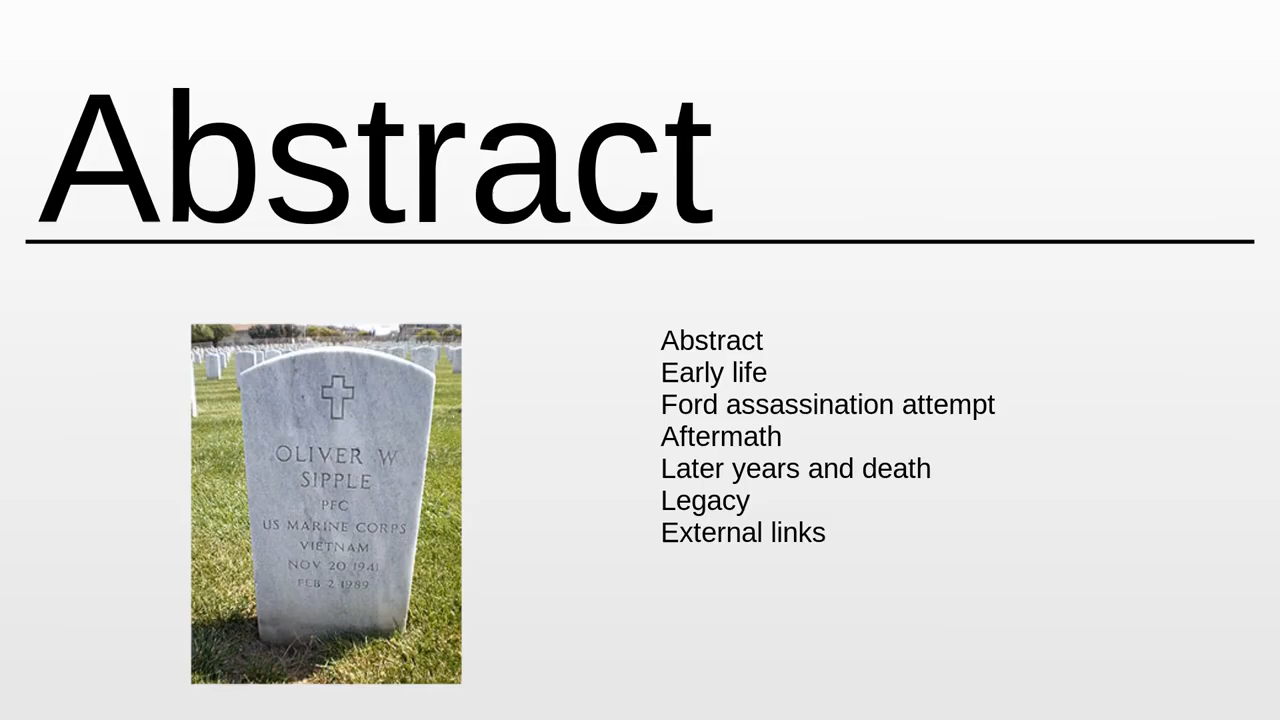 Abstract
OLIVER W
SIPPLE
PFC
US MARINE CORPS
VIETNAM
NOV 20 1941
FEB 2 1989
Abstract
Early life
Ford assassination attempt
Aftermath
Later years and death
Legacy
External links